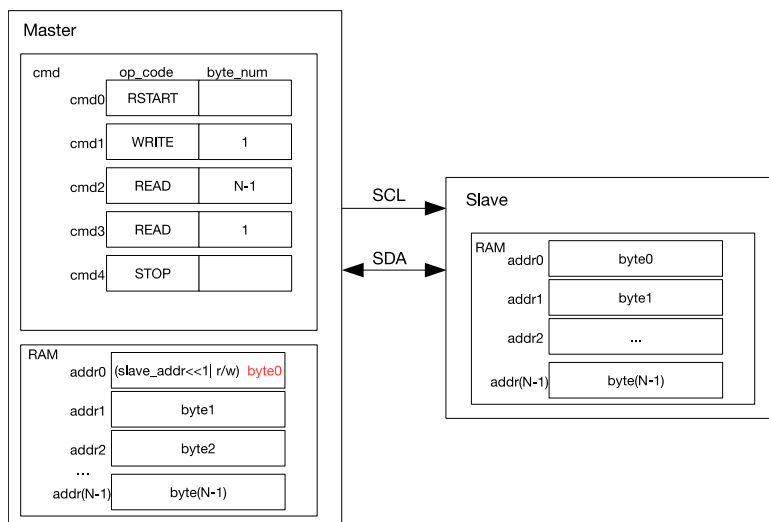 Master
cmd op_code byte_num
cmd0 RSTART
cmd1 WRITE 1
cmd2 READ N-1
cmd3 READ 1
cmd4 STOP
RAM
addr0 (slave_addr<<1| r/w) byte0
addr1 byte1
addr2 byte2
...
addr(N-1) byte(N-1)
SCL
SDA
Slave
RAM
addr0 byte0
addr1 byte1
addr2 ...
addr(N-1) byte(N-1)